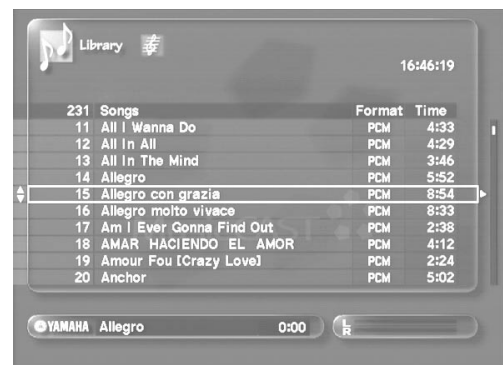 Library
16:46:19
231 Songs Format Time
11 All I Wanna Do PCM 4:33
12 All In All PCM 4:29
13 All In The Mind PCM 3:46
14 Allegro PCM 5:52
15 Allegro con grazia PCM 8:54
16 Allegro molto vivace PCM 8:33
17 Am I Ever Gonna Find Out PCM 2:38
18 AMAR HACIENDO EL AMOR PCM 4:12
19 Amour Fou [Crazy Love] PCM 2:24
20 Anchor PCM 5:02
YAMAHA Allegro 0:00 L
R